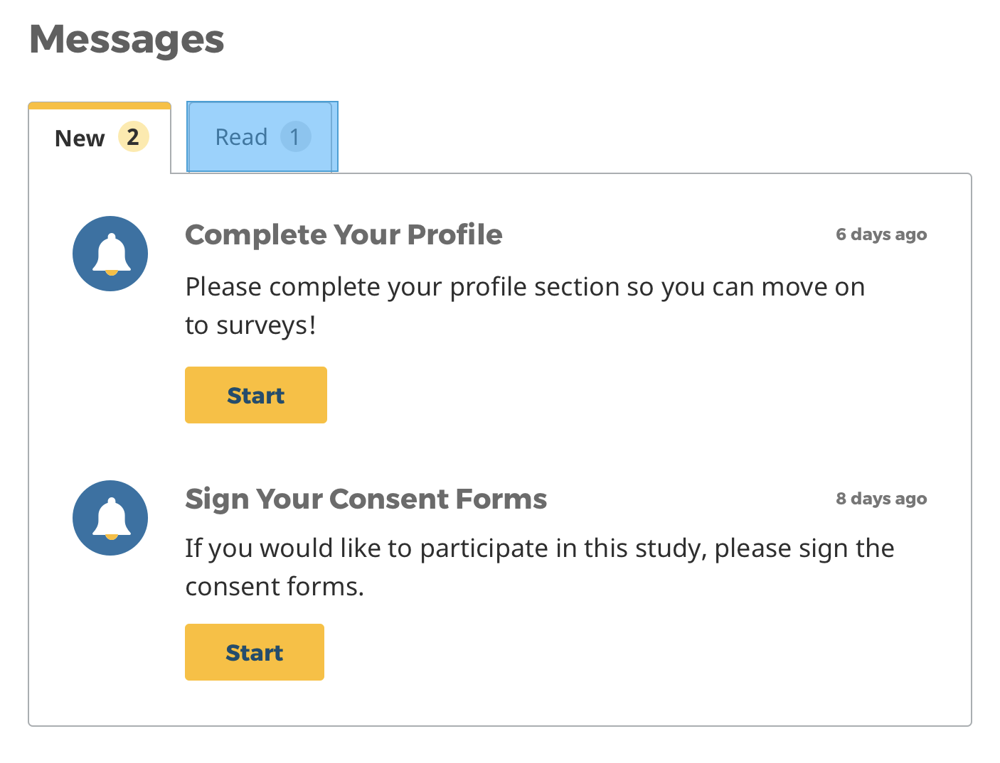 Messages
New 2 Read 1
Complete Your Profile 6 days ago
Please complete your profile section so you can move on
to surveys!
Start
Sign Your Consent Forms 8 days ago
If you would like to participate in this study, please sign the
consent forms.
Start